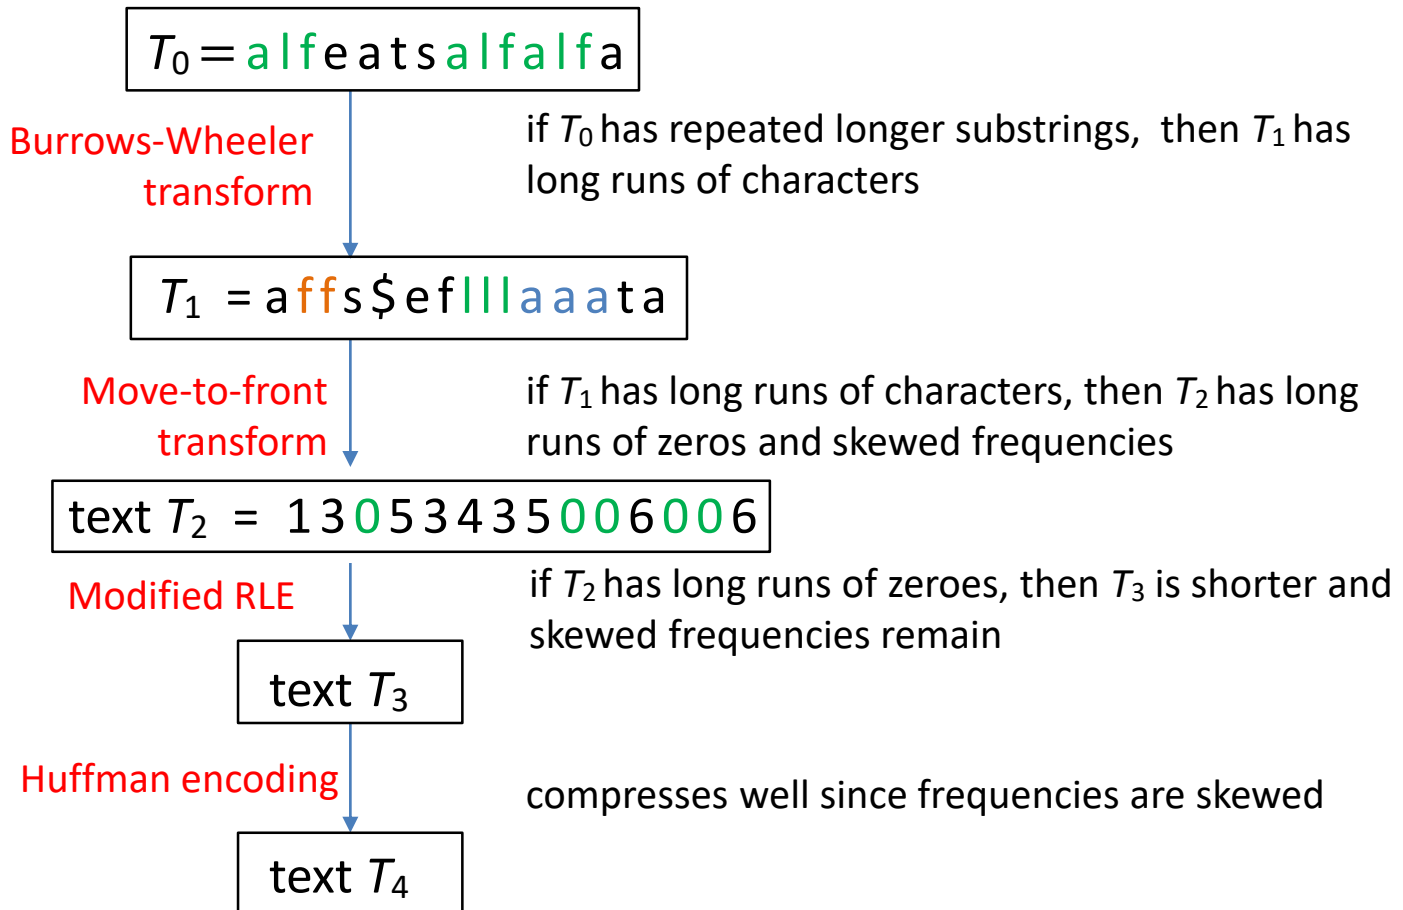 T0 = alfeatsalfalfa
Burrows-Wheeler
transform
if T0 has repeated longer substrings, then T1 has
long runs of characters
T1 = affs$eflllaaata
Move-to-front
transform
if T1 has long runs of characters, then T2 has long
runs of zeros and skewed frequencies
text T2 = 13053435006006
Modified RLE
if T2 has long runs of zeroes, then T3 is shorter and
skewed frequencies remain
text T3
Huffman encoding
compresses well since frequencies are skewed
text T4